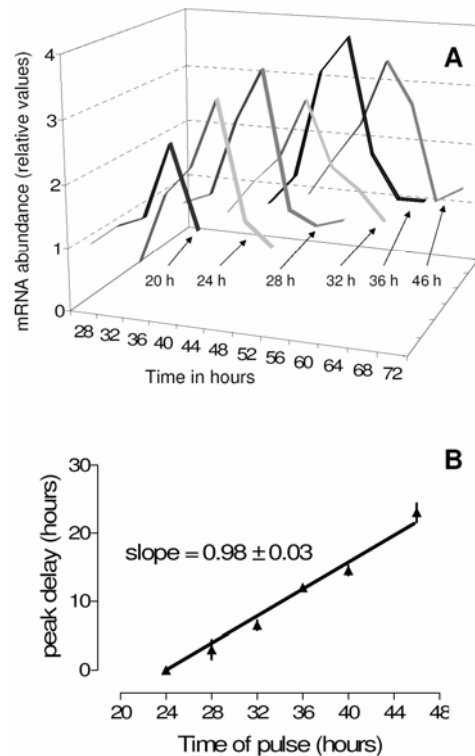 A
mRNA abundance (relative values)
4
3
2
1
0
20 h 24 h 28 h 32 h 36 h 46 h
28 32 36 40 44 48 52 56 60 64 68 72
Time in hours
B
peak delay (hours)
30
20
10
0
slope = 0.98 ± 0.03
20 24 28 32 36 40 44 48
Time of pulse (hours)